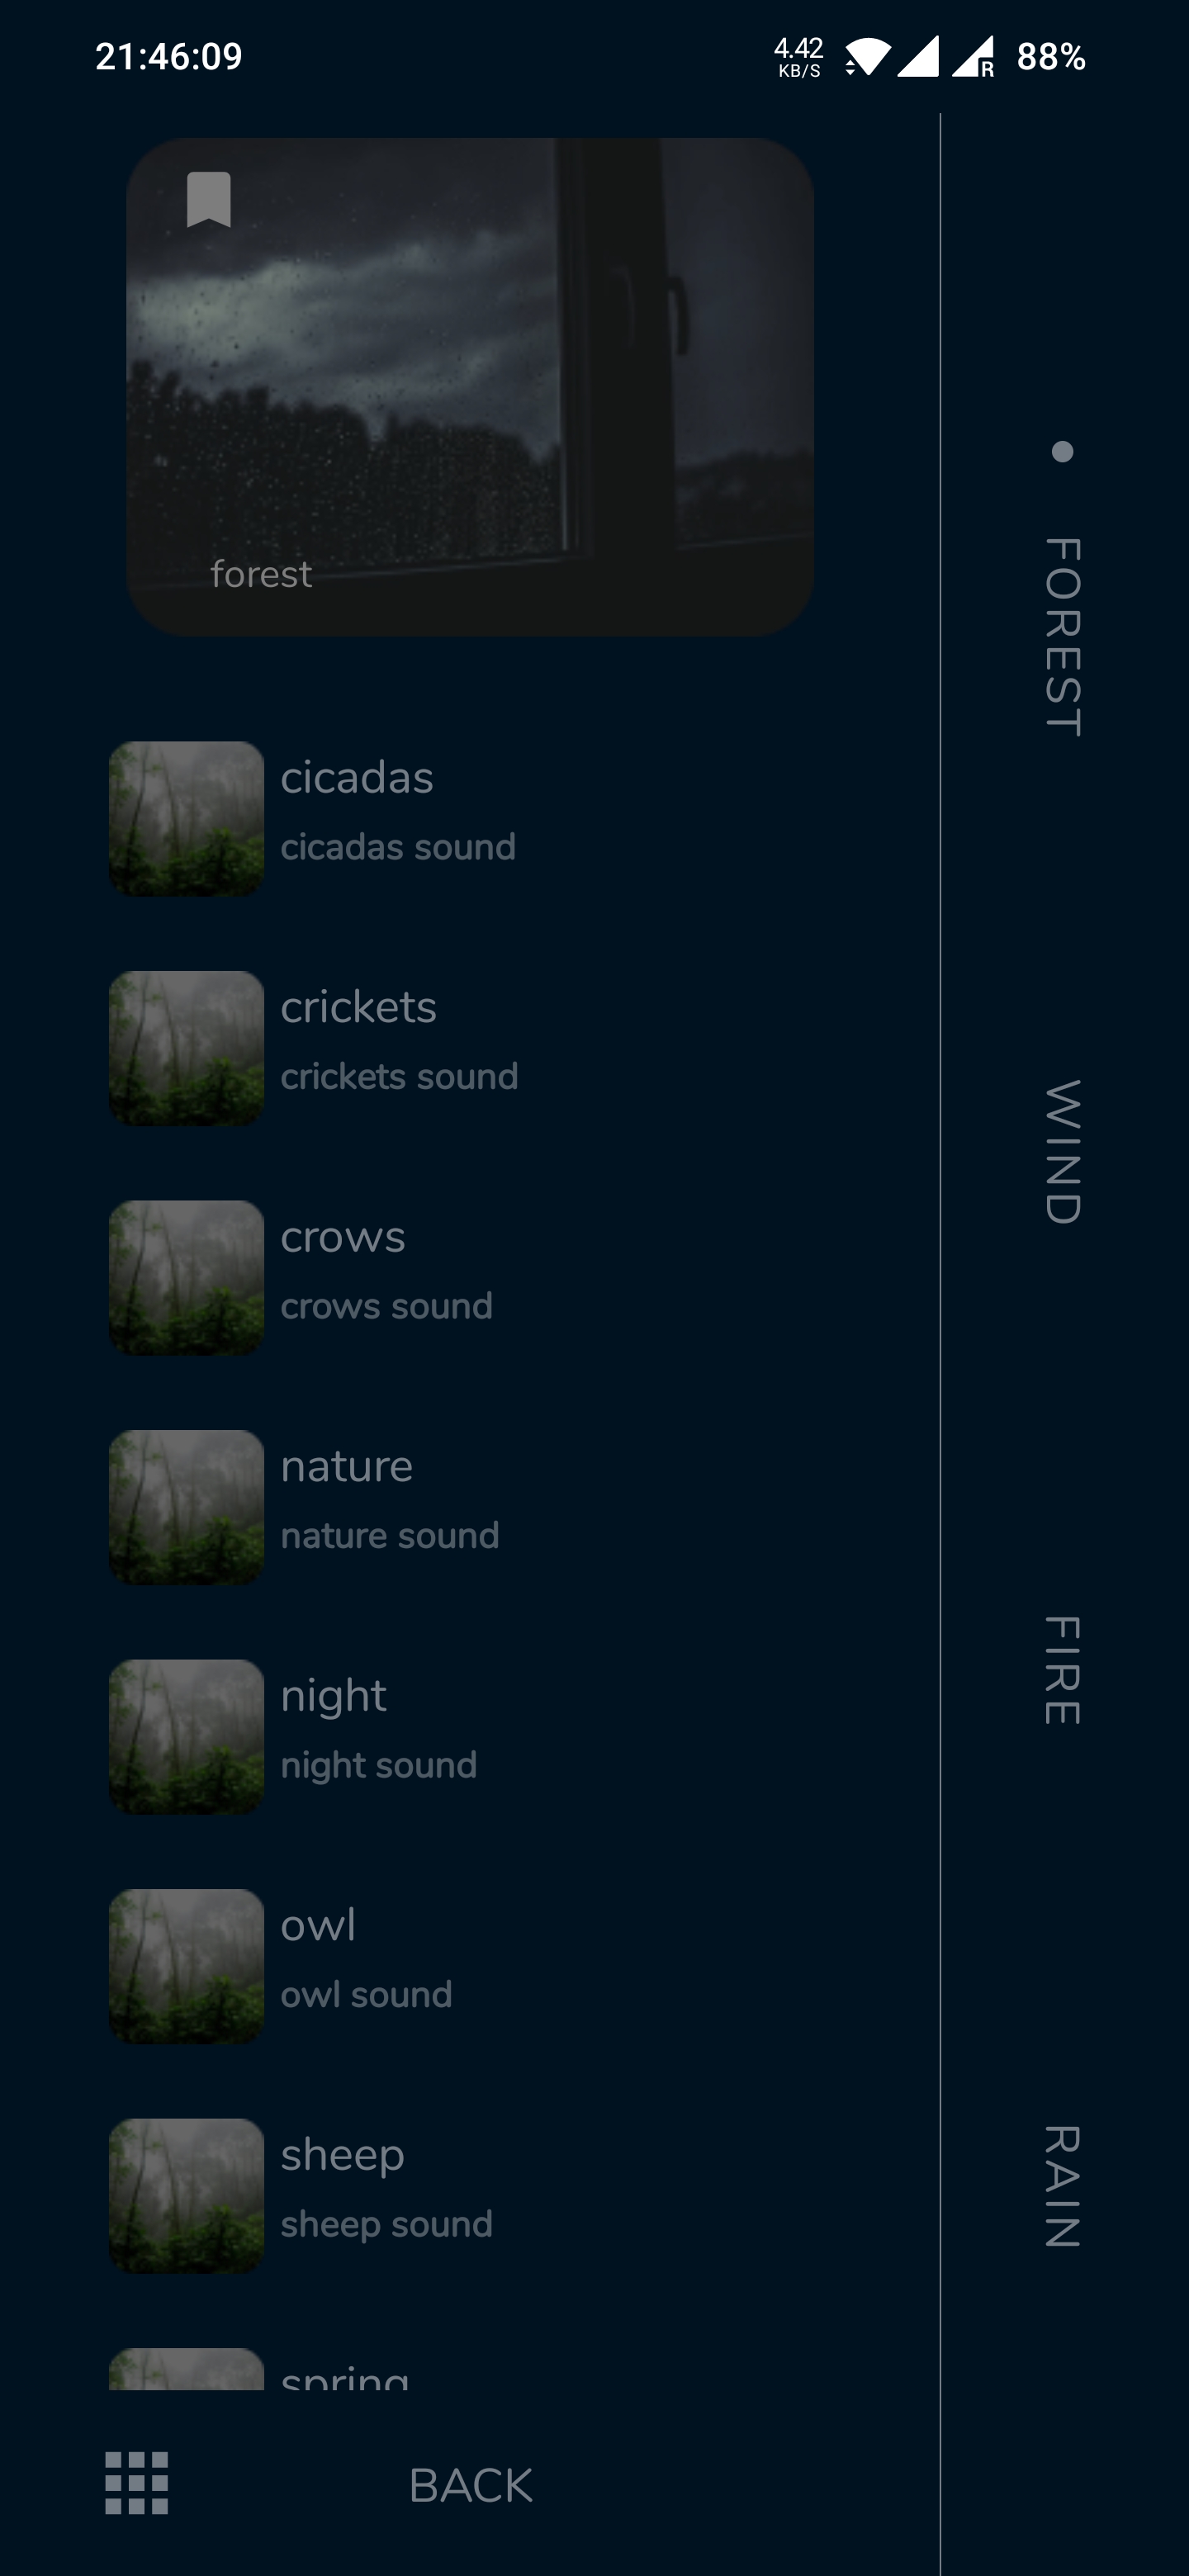 21:46:09
4.42
KB/S
R
88%
forest
cicadas
cicadas sound
crickets
crickets sound
crows
crows sound
nature
nature sound
night
night sound
owl
owl sound
sheep
sheep sound
spring
BACK
FOREST
WIND
FIRE
RAIN